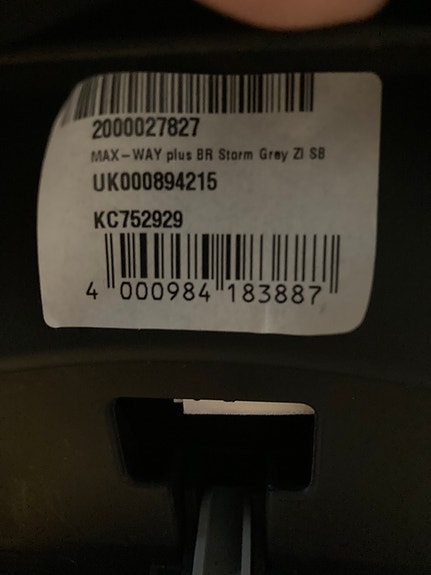 2000027827
MAX-WAY plus BR Storm Grey ZI SB
UK000894215
KC752929
4 000984 183887